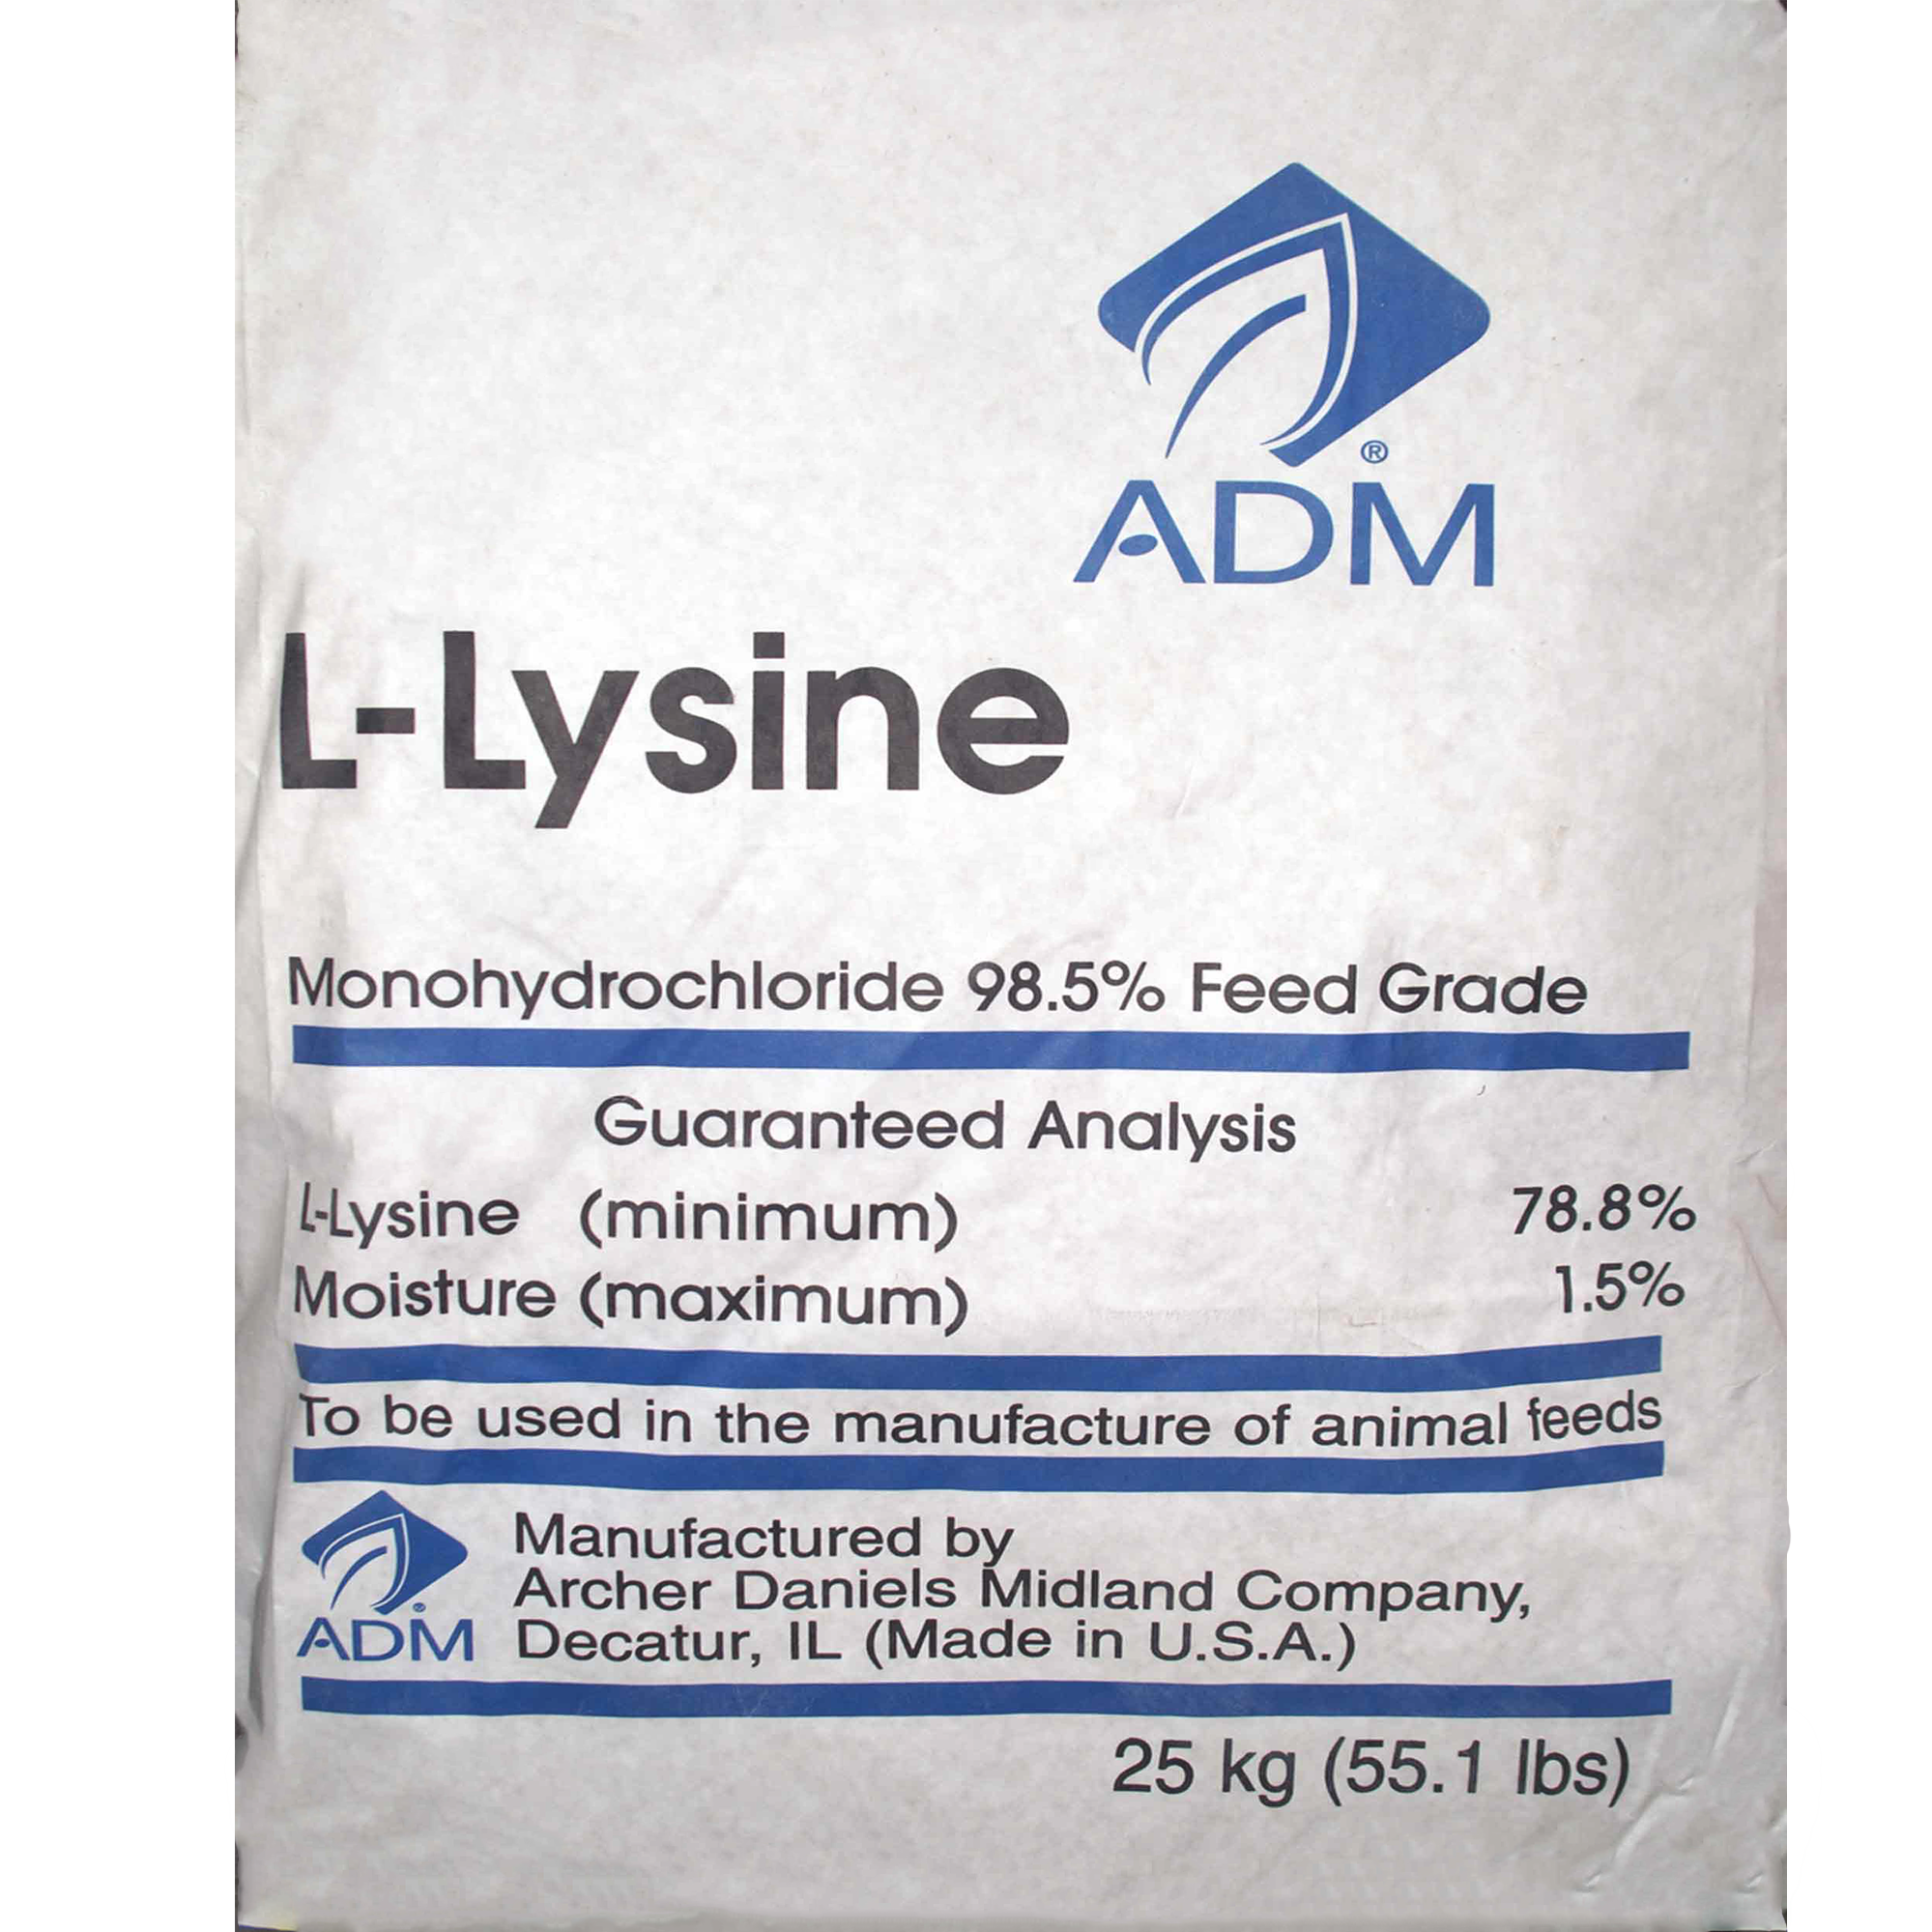 ®
ADM
L-Lysine
Monohydrochloride 98.5% Feed Grade
Guaranteed Analysis
L-Lysine (minimum) 78.8%
Moisture (maximum) 1.5%
To be used in the manufacture of animal feeds
®
ADM
Manufactured by
Archer Daniels Midland Company,
Decatur, IL (Made in U.S.A.)
25 kg (55.1 lbs)